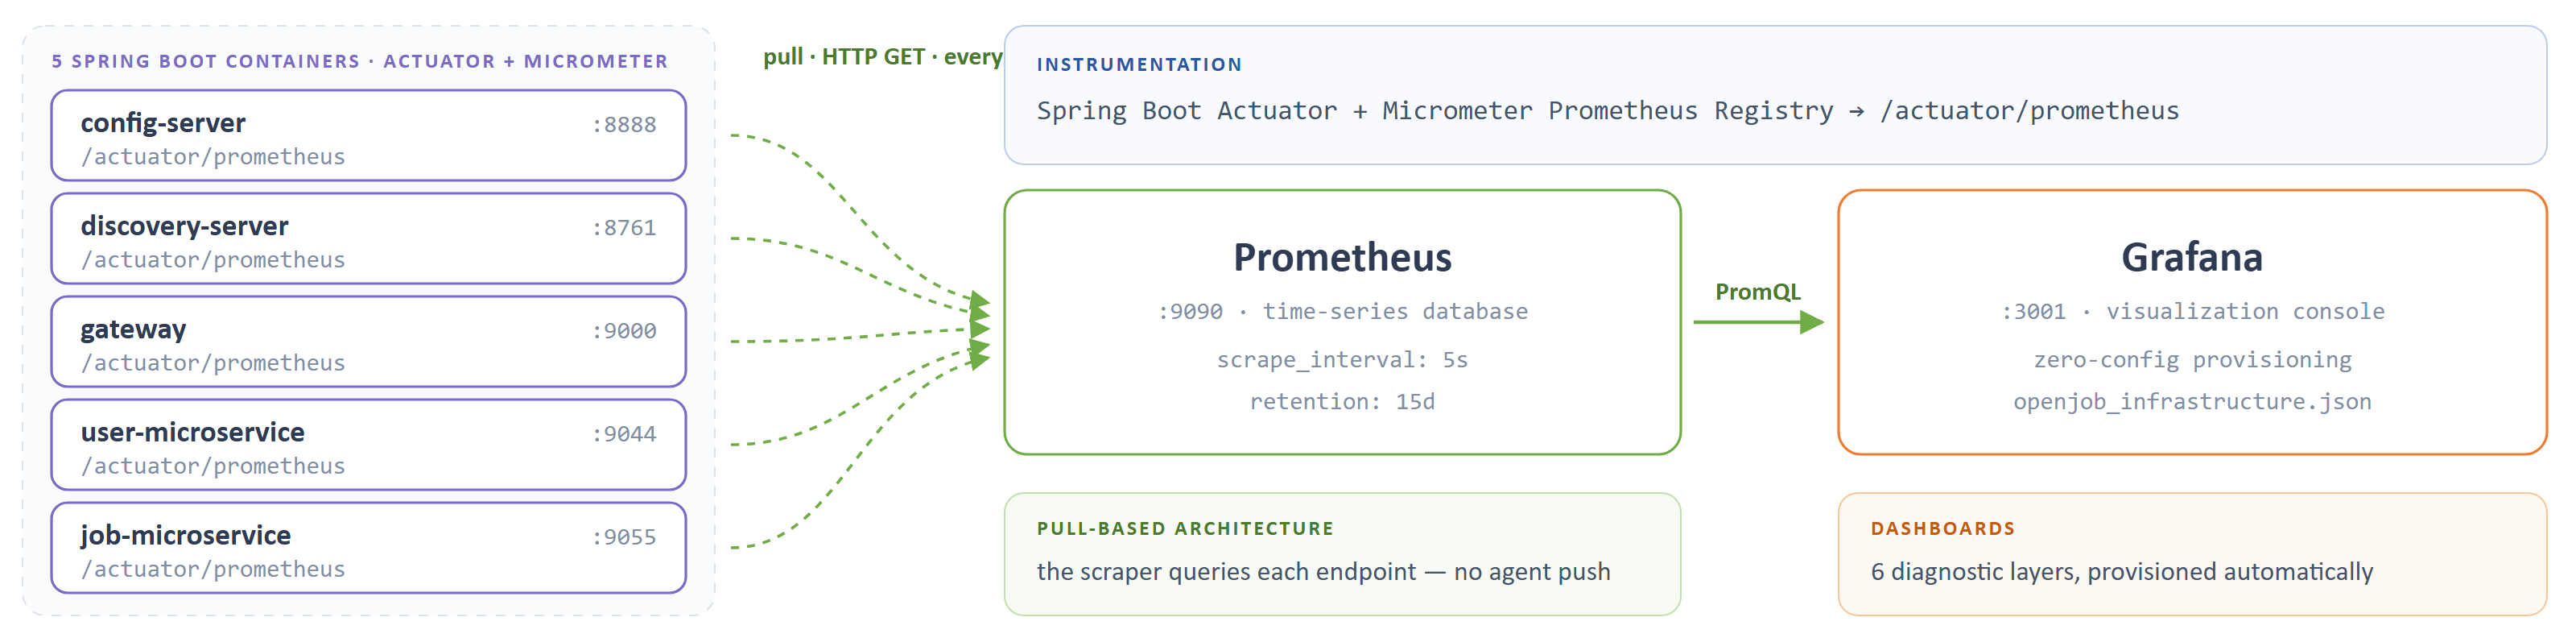 5 SPRING BOOT CONTAINERS · ACTUATOR + MICROMETER
config-server :8888
/actuator/prometheus
discovery-server :8761
/actuator/prometheus
gateway :9000
/actuator/prometheus
user-microservice :9044
/actuator/prometheus
job-microservice :9055
/actuator/prometheus
pull · HTTP GET · every
INSTRUMENTATION
Spring Boot Actuator + Micrometer Prometheus Registry → /actuator/prometheus
Prometheus
:9090 · time-series database
scrape_interval: 5s
retention: 15d
PromQL
Grafana
:3001 · visualization console
zero-config provisioning
openjob_infrastructure.json
PULL-BASED ARCHITECTURE
the scraper queries each endpoint — no agent push
DASHBOARDS
6 diagnostic layers, provisioned automatically